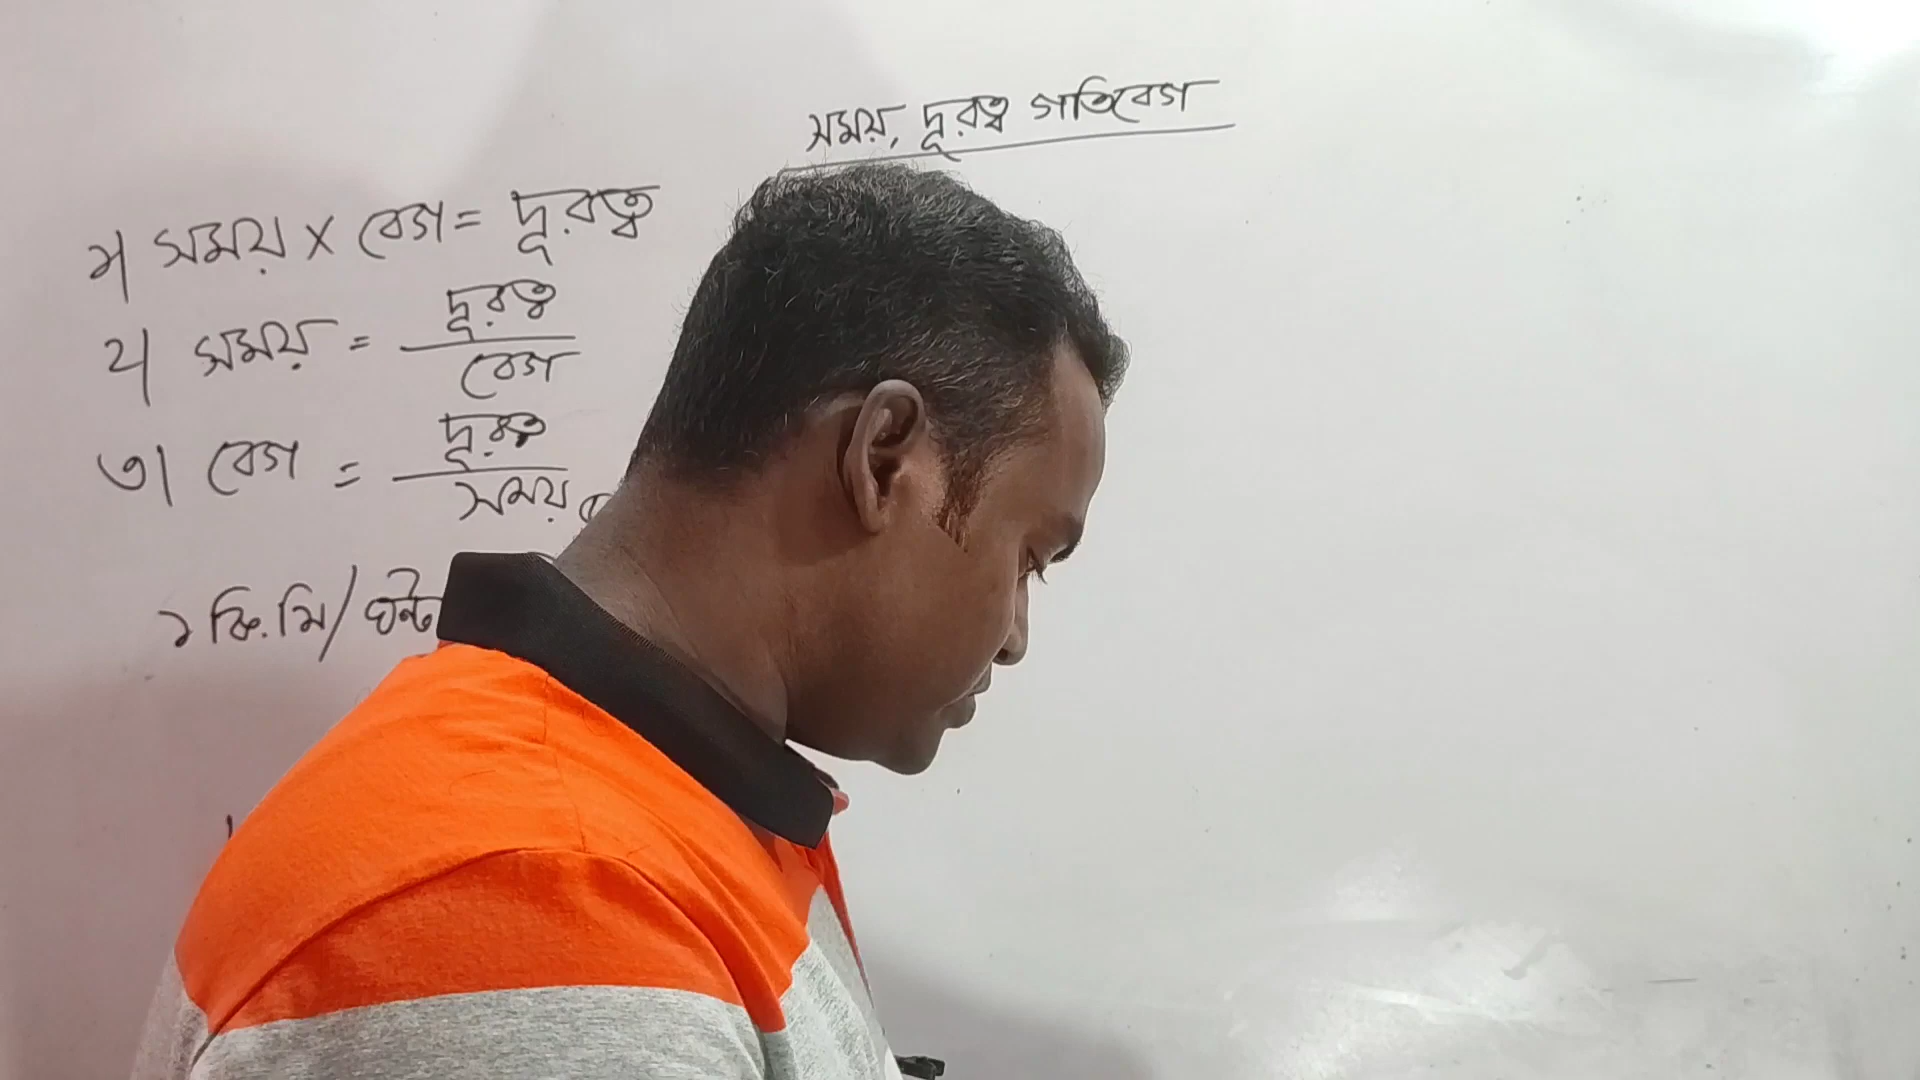 সময়, দূরত্ব গতিবেগ
১| সময় x বেগ = দূরত্ব
২| সময় = দূরত্ব
বেগ
৩| বেগ = দূরত্ব
সময়
১ কি.মি/ ঘন্টা